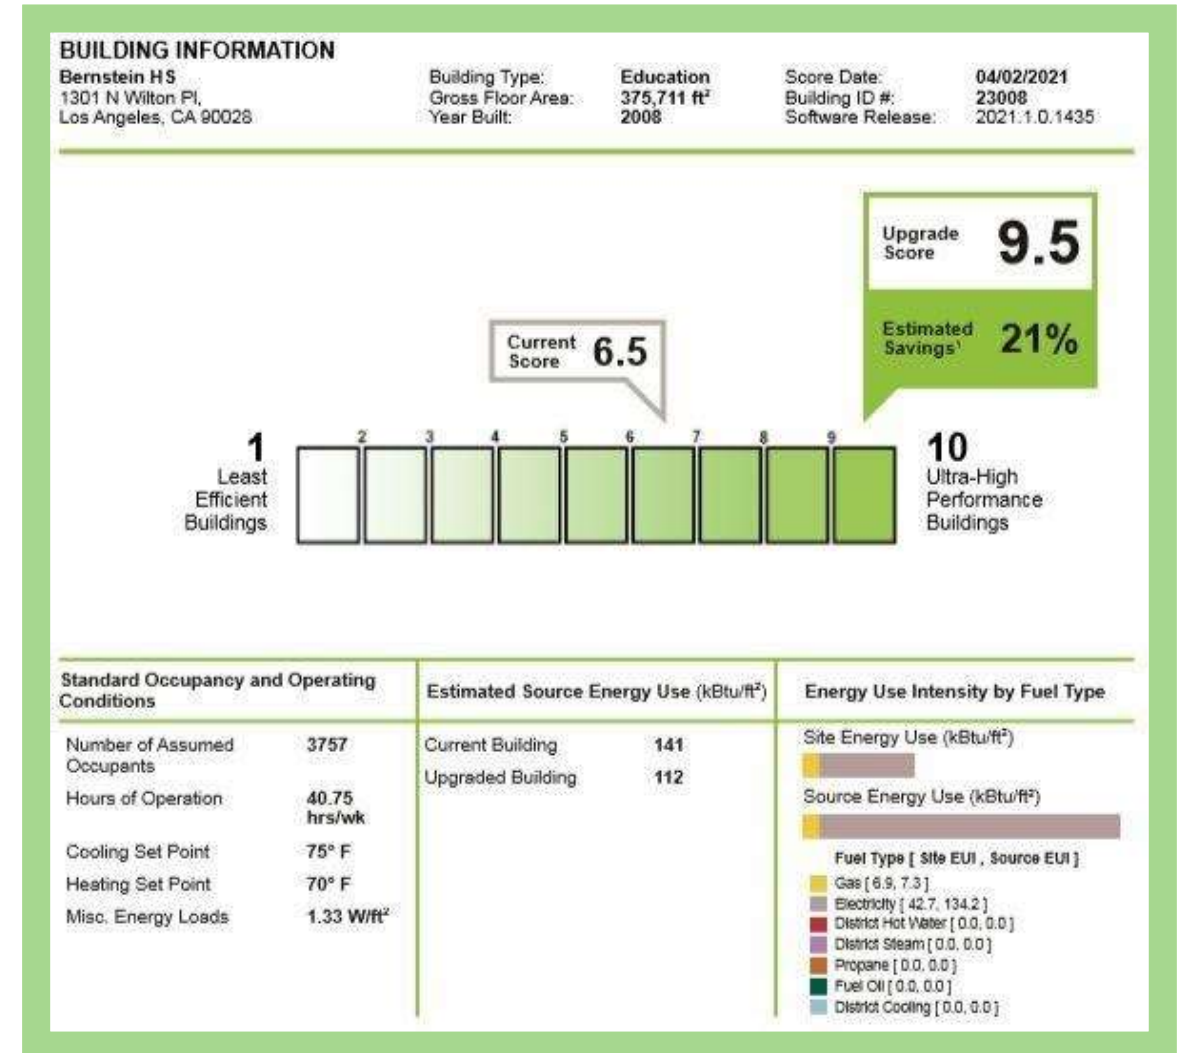 BUILDING INFORMATION
Bernstein HS
1301 N Wilton Pl,
Los Angeles, CA 90028
Building Type: Education
Gross Floor Area: 375,711 ft²
Year Built: 2008
Score Date: 04/02/2021
Building ID #: 23008
Software Release: 2021.1.0.1435
Upgrade
Score
9.5
Estimated
Savings¹
21%
Current
Score
6.5
1
Least
Efficient
Buildings
2 3 4 5 6 7 8 9
10
Ultra-High
Performance
Buildings
Standard Occupancy and Operating
Conditions
Number of Assumed
Occupants
3757
Hours of Operation
40.75
hrs/wk
Cooling Set Point 75° F
Heating Set Point 70° F
Misc. Energy Loads 1.33 W/ft²
Estimated Source Energy Use (kBtu/ft²)
Current Building 141
Upgraded Building 112
Energy Use Intensity by Fuel Type
Site Energy Use (kBtu/ft²)
Source Energy Use (kBtu/ft²)
Fuel Type [ Site EUI , Source EUI ]
Gas [ 6.9, 7.3 ]
Electricity [ 42.7, 134.2 ]
District Hot Water [ 0.0, 0.0 ]
District Steam [ 0.0, 0.0 ]
Propane [ 0.0, 0.0 ]
Fuel Oil [ 0.0, 0.0 ]
District Cooling [ 0.0, 0.0 ]